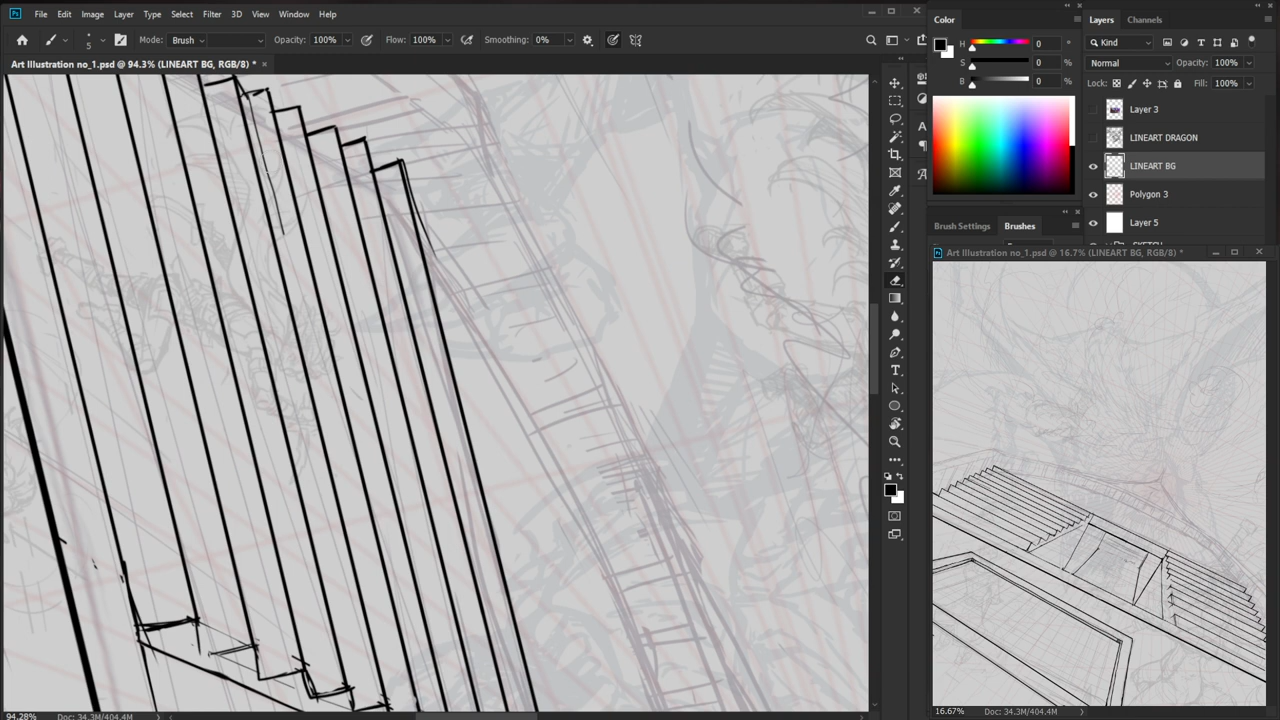 File Edit Image Layer Type Select Filter 3D View Window Help
5 Mode: Brush Opacity: 100% Flow: 100% Smoothing: 0%
Art Illustration no_1.psd @ 94.3% (LINEART BG, RGB/8) * ×
94.28% Doc: 34.3M/404.4M
Color
H 0 °
S 0 %
B 0 %
Brush Settings Brushes
Layers Channels
Kind
Normal Opacity: 100%
Lock: Fill: 100%
Layer 3
LINEART DRAGON
LINEART BG
Polygon 3
Layer 5
Art Illustration no_1.psd @ 16.7% (LINEART BG, RGB/8) *
16.67% Doc: 34.3M/404.4M